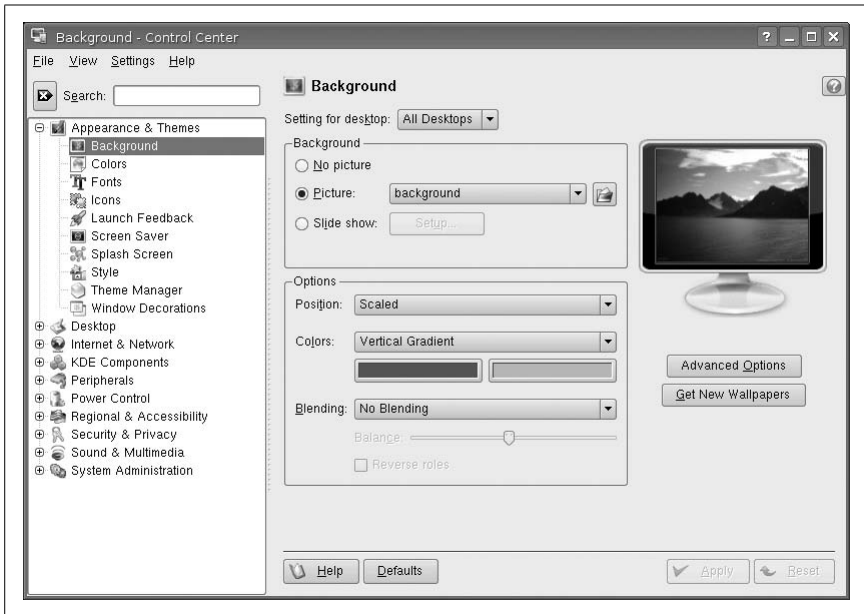 Background - Control Center
File View Settings Help
Search:
Appearance & Themes
Background
Colors
Fonts
Icons
Launch Feedback
Screen Saver
Splash Screen
Style
Theme Manager
Window Decorations
Desktop
Internet & Network
KDE Components
Peripherals
Power Control
Regional & Accessibility
Security & Privacy
Sound & Multimedia
System Administration
Background
Setting for desktop: All Desktops
Background
No picture
Picture: background
Slide show: Setup...
Options
Position: Scaled
Colors: Vertical Gradient
Blending: No Blending
Balance:
Reverse roles
Advanced Options
Get New Wallpapers
Help Defaults Apply Reset